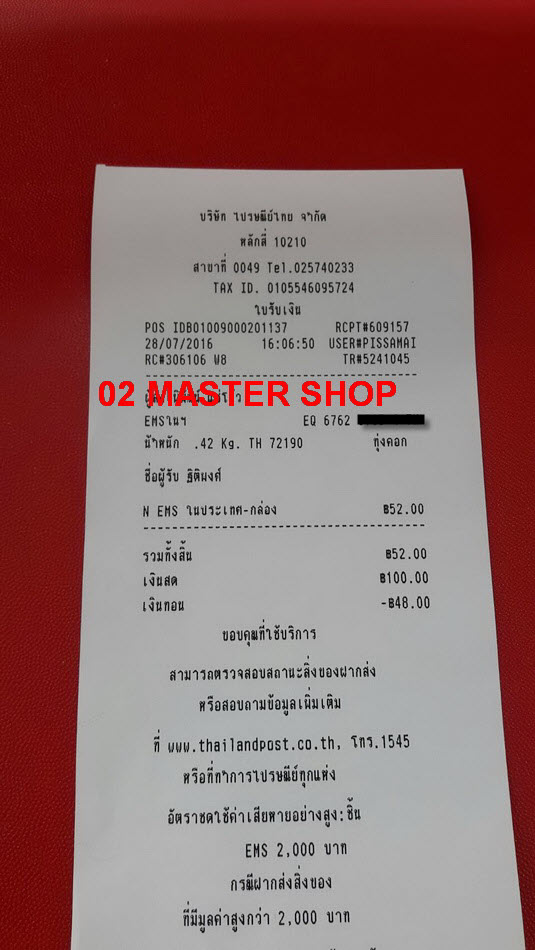 บริษัท ไปรษณีย์ไทย จำกัด
หลักสี่ 10210
สาขาที่ 0049 Tel.025740233
TAX ID. 0105546095724
ใบรับเงิน
POS IDB01009000201137 RCPT#609157
28/07/2016 16:06:50 USER#PISSAMAI
RC#306106 W8 TR#5241045
02 MASTER SHOP
EMSในฯ EQ 6762
น้ำหนัก .42 Kg. TH 72190 ทุ่งคอก
ชื่อผู้รับ ฐิติพงศ์
N EMS ในประเทศ-กล่อง ฿52.00
รวมทั้งสิ้น ฿52.00
เงินสด ฿100.00
เงินทอน -฿48.00
ขอบคุณที่ใช้บริการ
สามารถตรวจสอบสถานะสิ่งของฝากส่ง
หรือสอบถามข้อมูลเพิ่มเติม
ที่ www.thailandpost.co.th, โทร.1545
หรือที่ทำการไปรษณีย์ทุกแห่ง
อัตราชดใช้ค่าเสียหายอย่างสูง:ชิ้น
EMS 2,000 บาท
กรณีฝากส่งสิ่งของ
ที่มีมูลค่าสูงกว่า 2,000 บาท